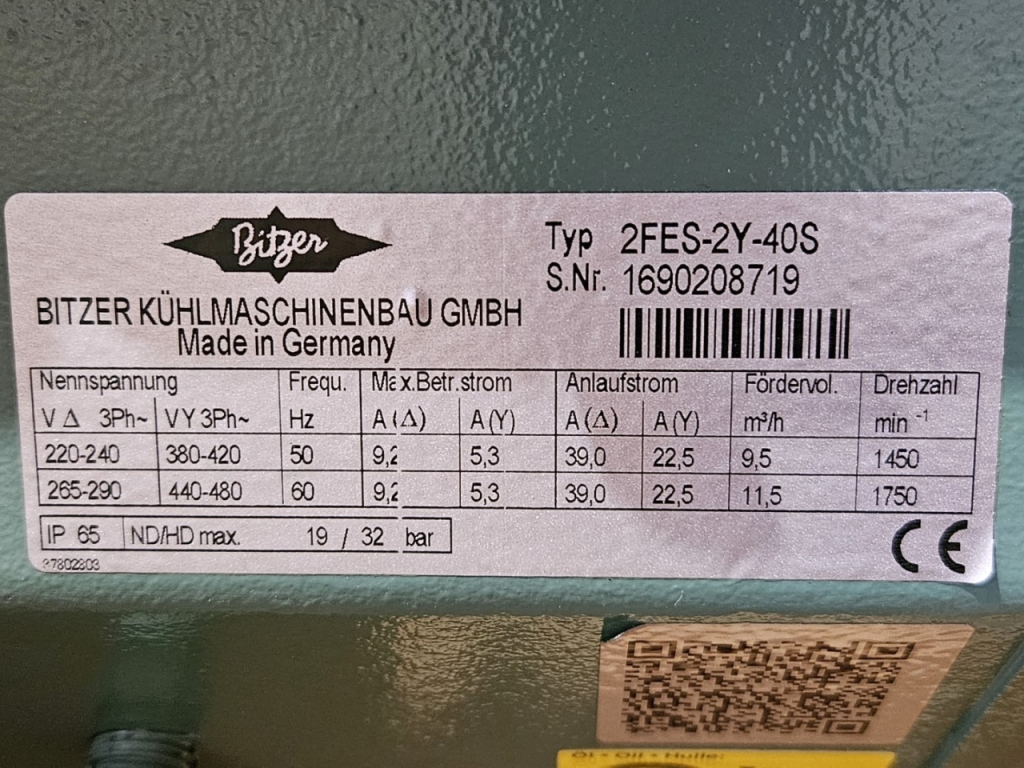 Bitzer
BITZER KÜHLMASCHINENBAU GMBH
Made in Germany
Typ 2FES-2Y-40S
S.Nr. 1690208719
Nennspannung Frequ. Max.Betr.strom Anlaufstrom Fördervol. Drehzahl
V Δ 3Ph~ V Y 3Ph~ Hz A (Δ) A (Y) A (Δ) A (Y) m³/h min⁻¹
220-240 380-420 50 9,2 5,3 39,0 22,5 9,5 1450
265-290 440-480 60 9,2 5,3 39,0 22,5 11,5 1750
IP 65 ND/HD max. 19 / 32 bar
CE
37802803
Öl - Oil - Huile: